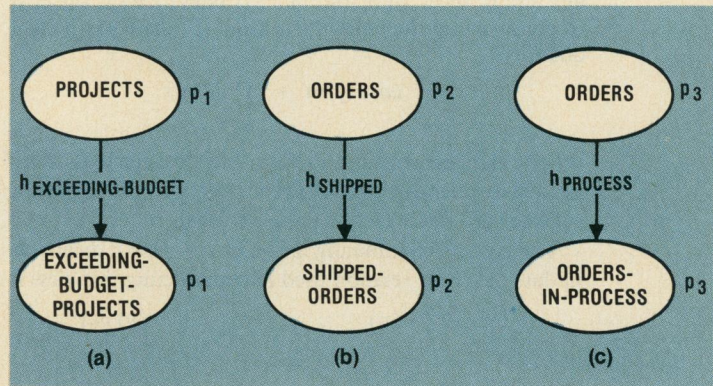 PROJECTS p1
ORDERS p2
ORDERS p3
hEXCEEDING-BUDGET
hSHIPPED
hPROCESS
EXCEEDING-
BUDGET-
PROJECTS p1
SHIPPED-
ORDERS p2
ORDERS-
IN-PROCESS p3
(a)
(b)
(c)